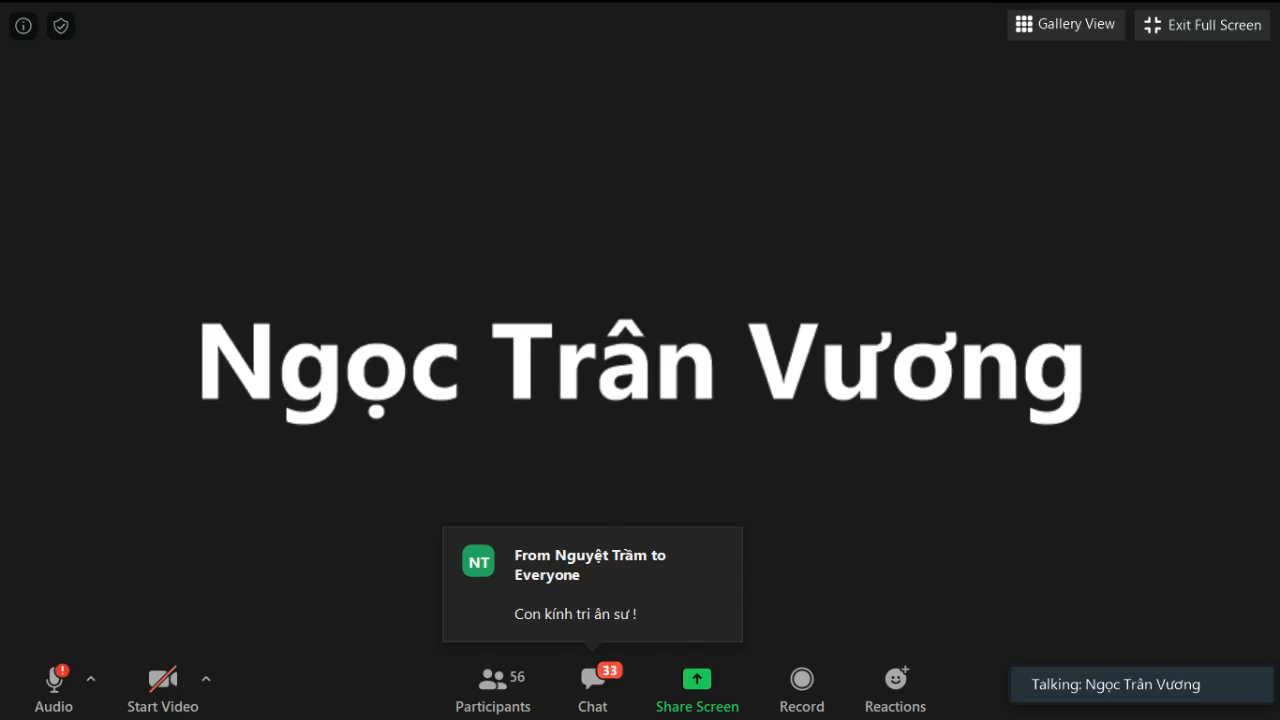 Gallery View
Exit Full Screen
Ngọc Trân Vương
NT
From Nguyệt Trầm to
Everyone
Con kính tri ân sư !
56
33
Audio
Start Video
Participants
Chat
Share Screen
Record
Reactions
Talking: Ngọc Trân Vương